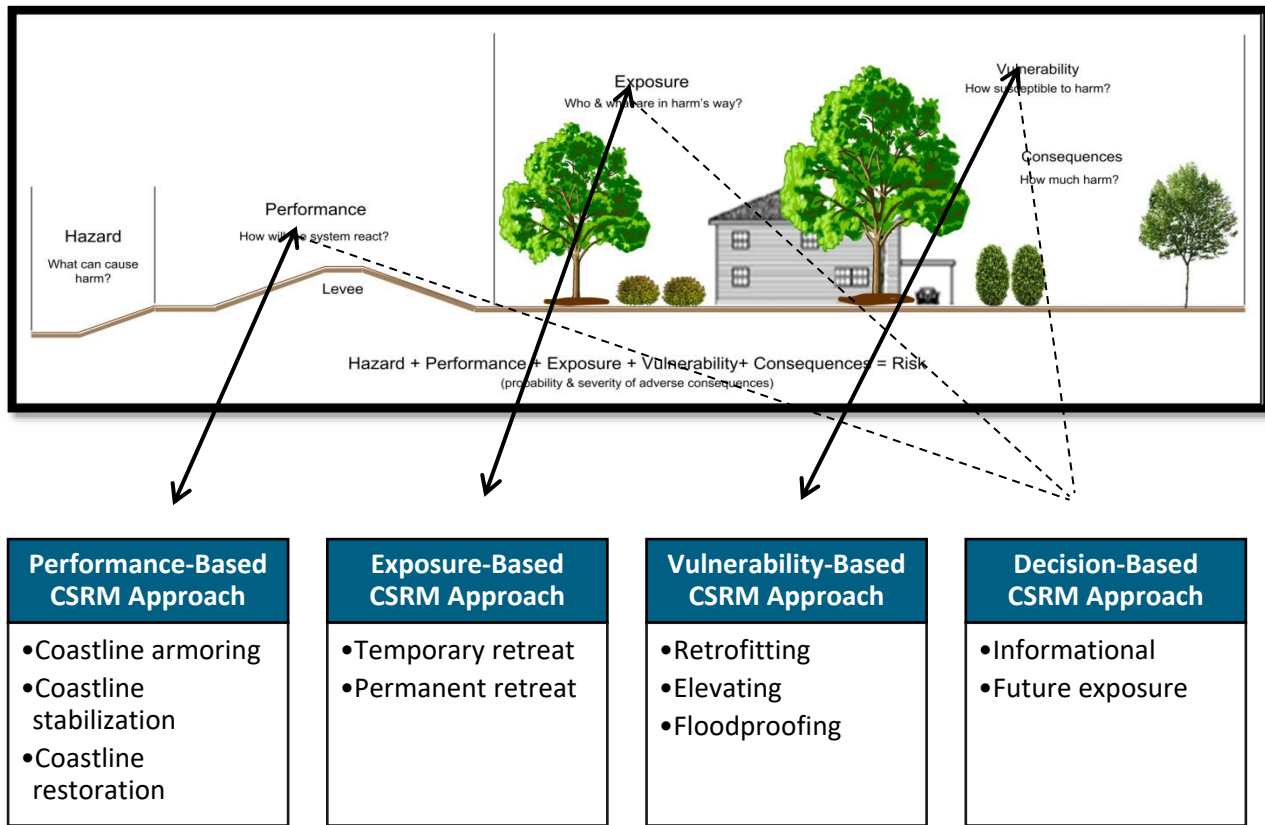 Hazard
What can cause
harm?
Performance
How will the system react?
Levee
Exposure
Who & what are in harm's way?
Vulnerability
How susceptible to harm?
Consequences
How much harm?
Hazard + Performance + Exposure + Vulnerability+ Consequences = Risk
(probability & severity of adverse consequences)
Performance-Based
CSRM Approach
•Coastline armoring
•Coastline
stabilization
•Coastline
restoration
Exposure-Based
CSRM Approach
•Temporary retreat
•Permanent retreat
Vulnerability-Based
CSRM Approach
•Retrofitting
•Elevating
•Floodproofing
Decision-Based
CSRM Approach
•Informational
•Future exposure